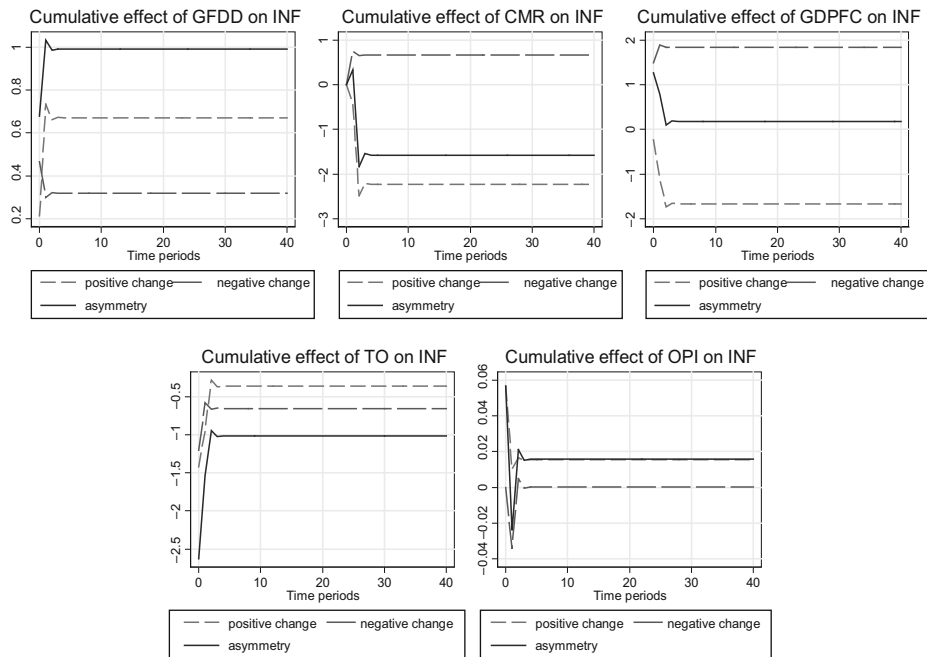 Cumulative effect of GFDD on INF
1
0.8
0.6
0.4
0.2
0 10 20 30 40
Time periods
positive change negative change
asymmetry
Cumulative effect of CMR on INF
1
0
−1
−2
−3
0 10 20 30 40
Time periods
positive change negative change
asymmetry
Cumulative effect of GDPFC on INF
2
1
0
−1
−2
0 10 20 30 40
Time periods
positive change negative change
asymmetry
Cumulative effect of TO on INF
−0.5
−1
−1.5
−2
−2.5
0 10 20 30 40
Time periods
positive change negative change
asymmetry
Cumulative effect of OPI on INF
0.06
0.04
0.02
0
−0.02
−0.04
0 10 20 30 40
Time periods
positive change negative change
asymmetry